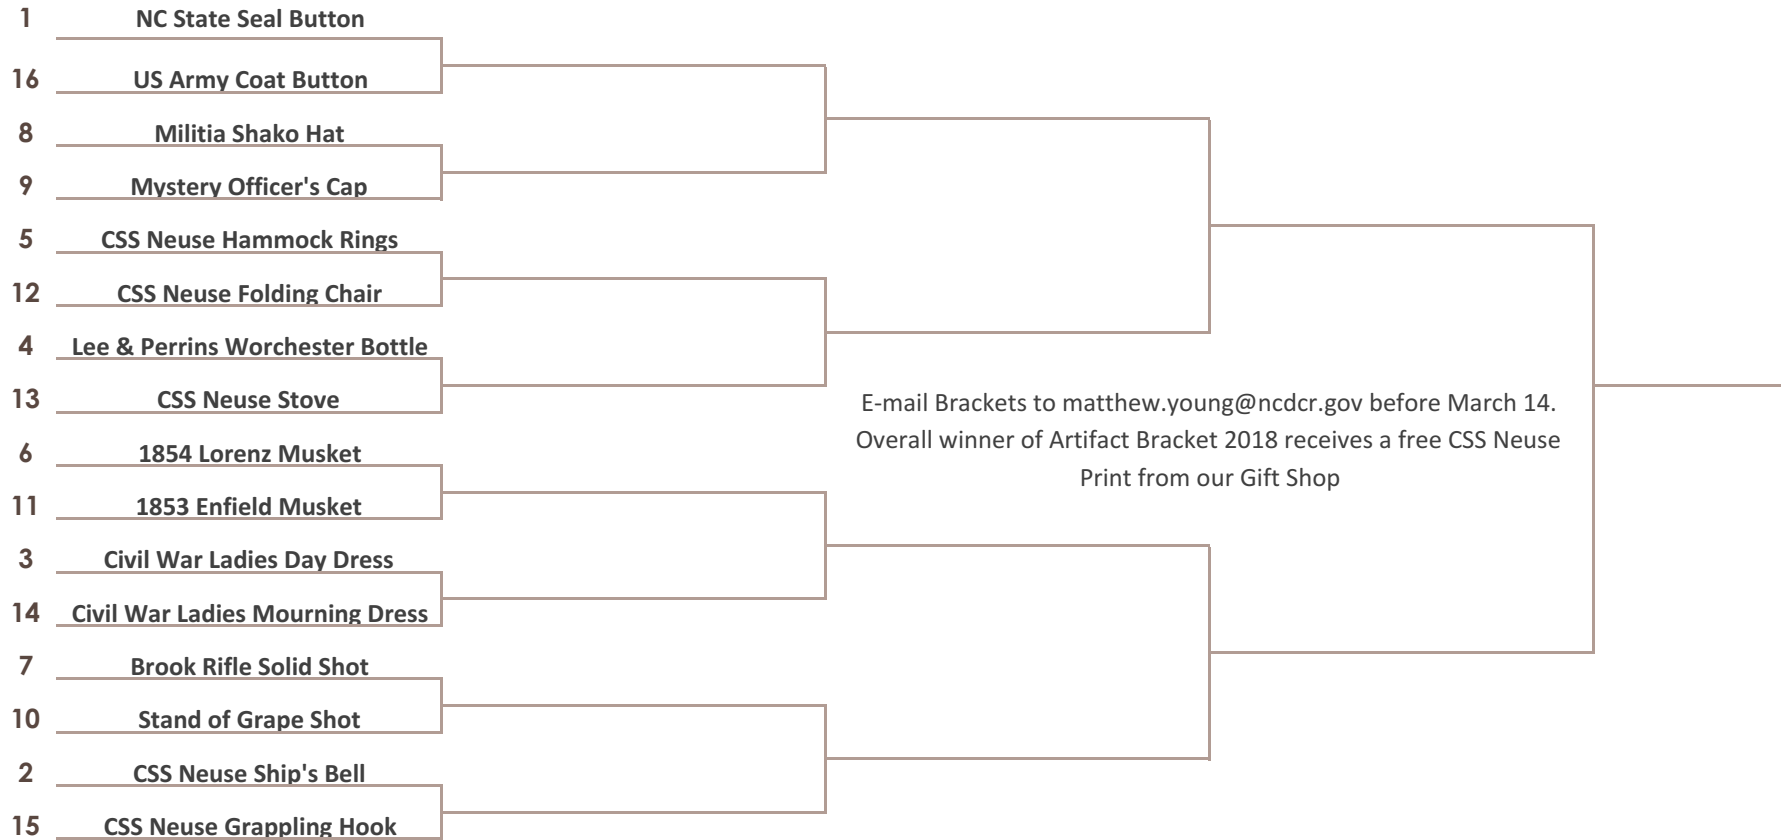 1 NC State Seal Button
16 US Army Coat Button
8 Militia Shako Hat
9 Mystery Officer's Cap
5 CSS Neuse Hammock Rings
12 CSS Neuse Folding Chair
4 Lee & Perrins Worchester Bottle
13 CSS Neuse Stove
6 1854 Lorenz Musket
11 1853 Enfield Musket
3 Civil War Ladies Day Dress
14 Civil War Ladies Mourning Dress
7 Brook Rifle Solid Shot
10 Stand of Grape Shot
2 CSS Neuse Ship's Bell
15 CSS Neuse Grappling Hook
E-mail Brackets to matthew.young@ncdcr.gov before March 14.
Overall winner of Artifact Bracket 2018 receives a free CSS Neuse
Print from our Gift Shop